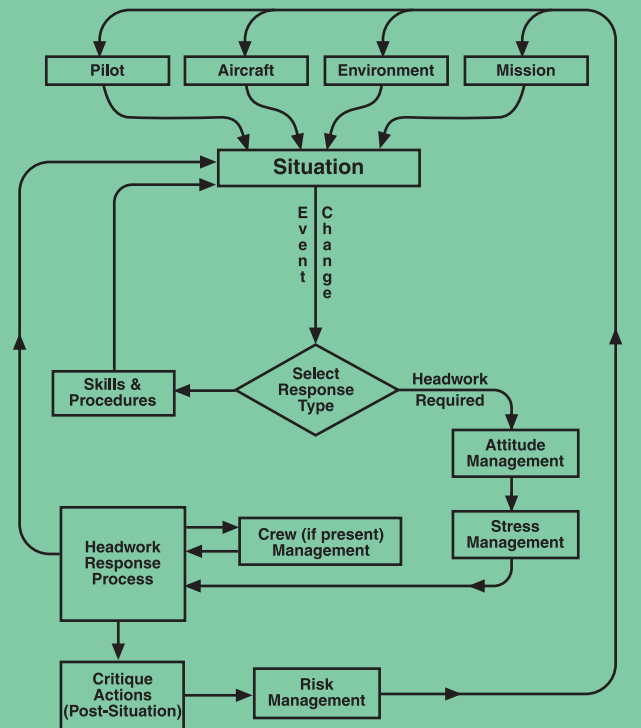 Pilot
Aircraft
Environment
Mission
Situation
Event
Change
Select
Response
Type
Skills &
Procedures
Headwork
Required
Attitude
Management
Stress
Management
Crew (if present)
Management
Headwork
Response
Process
Critique
Actions
(Post-Situation)
Risk
Management